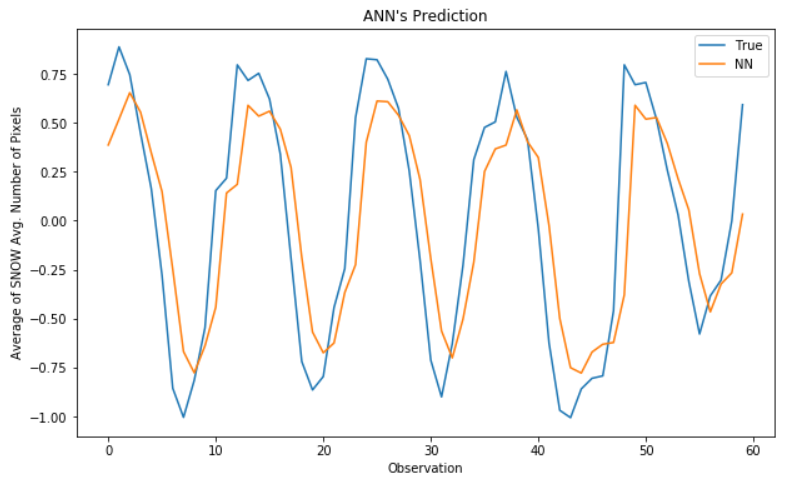 ANN's Prediction
True
NN
Average of SNOW Avg. Number of Pixels
0.75
0.50
0.25
0.00
−0.25
−0.50
−0.75
−1.00
0 10 20 30 40 50 60
Observation